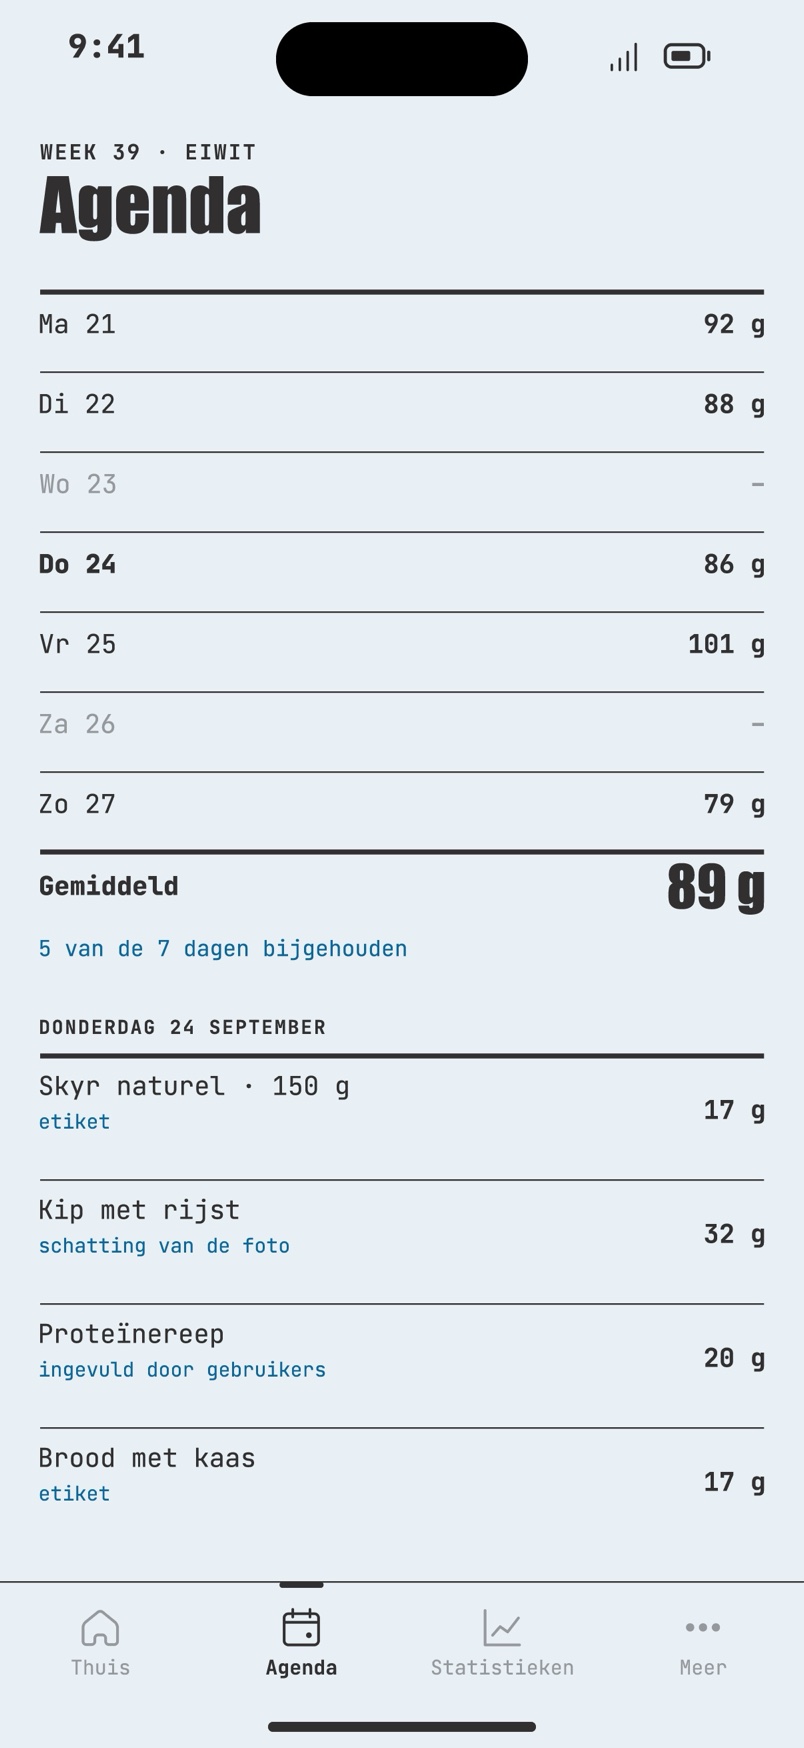 9:41
WEEK 39 · EIWIT
Agenda
Ma 21 92 g
Di 22 88 g
Wo 23 –
Do 24 86 g
Vr 25 101 g
Za 26 –
Zo 27 79 g
Gemiddeld 89 g
5 van de 7 dagen bijgehouden
DONDERDAG 24 SEPTEMBER
Skyr naturel · 150 g
etiket
17 g
Kip met rijst
schatting van de foto
32 g
Proteïnereep
ingevuld door gebruikers
20 g
Brood met kaas
etiket
17 g
Thuis Agenda Statistieken Meer